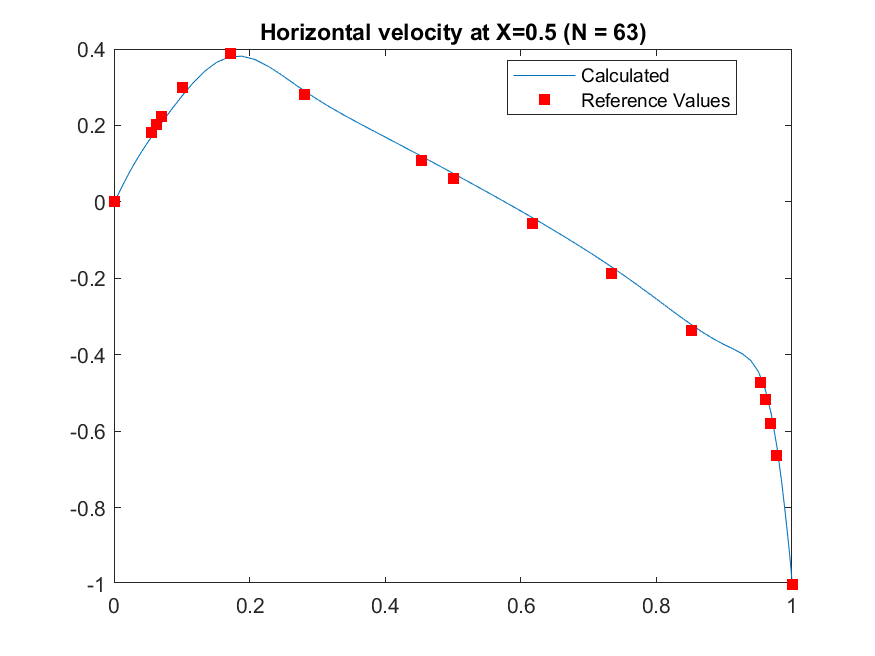 Horizontal velocity at X=0.5 (N = 63)
0.4
Calculated
Reference Values
0.2
0
-0.2
-0.4
-0.6
-0.8
-1
0 0.2 0.4 0.6 0.8 1